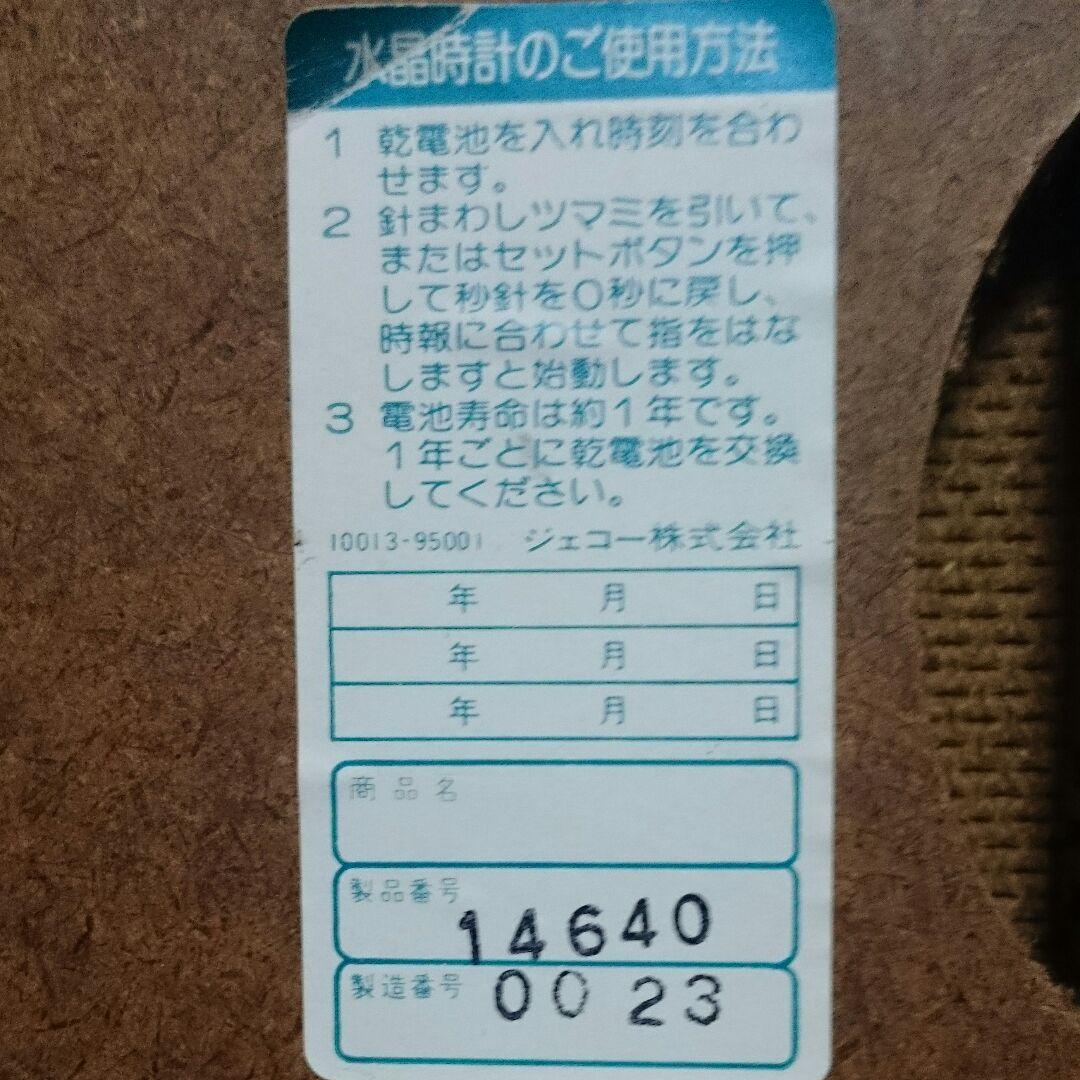 水晶時計のご使用方法
1 乾電池を入れ時刻を合わ
せます。
2 針まわしツマミを引いて、
またはセットボタンを押
して秒針を0秒に戻し、
時報に合わせて指をはな
しますと始動します。
3 電池寿命は約1年です。
1年ごとに乾電池を交換
してください。
10013-95001 ジェコー株式会社
年 月 日
年 月 日
年 月 日
商品名
製品番号
14640
製造番号
0023